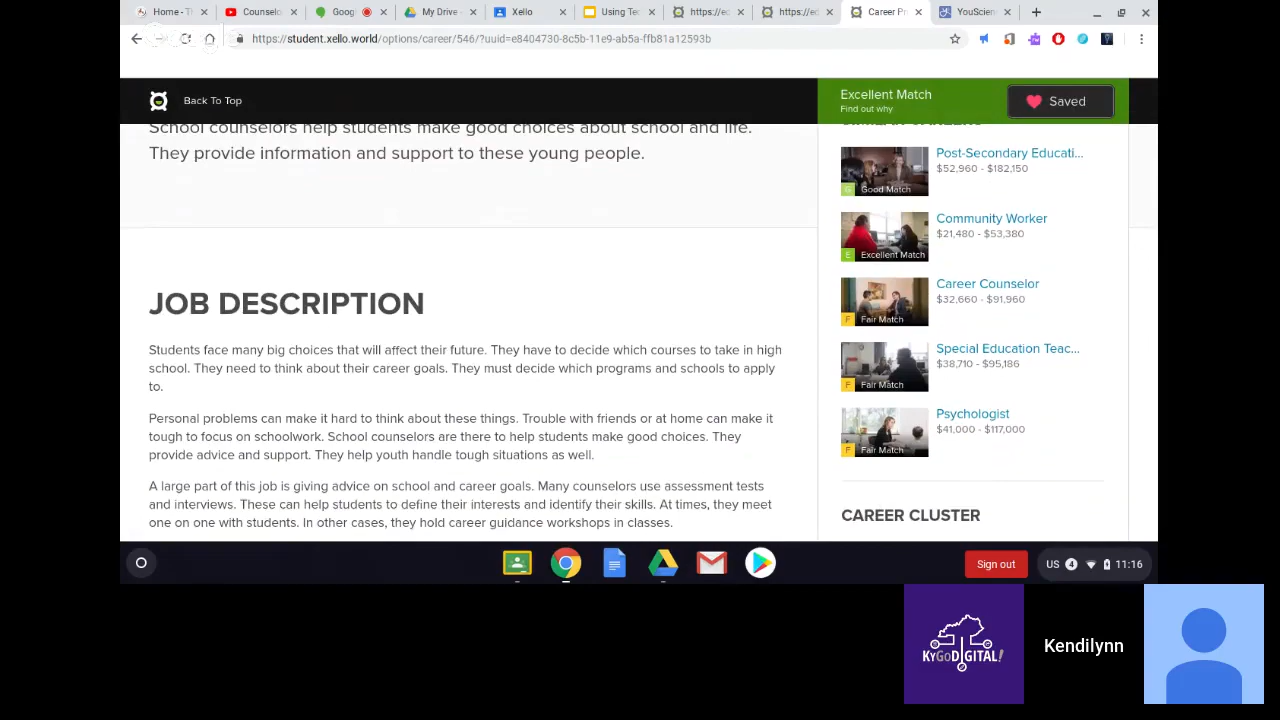 Home - T
Counselo
Goog
My Drive
Xello
Using Tec
https://ed
https://ed
Career Pr
YouScien
https://student.xello.world/options/career/546/?uuid=e8404730-8c5b-11e9-ab5a-ffb81a12593b
Back To Top
Excellent Match
Find out why
Saved
School counselors help students make good choices about school and life.
They provide information and support to these young people.
SIMILAR CAREERS
Post-Secondary Educati...
$52,960 - $182,150
G Good Match
Community Worker
$21,480 - $53,380
E Excellent Match
Career Counselor
$32,660 - $91,960
F Fair Match
Special Education Teac...
$38,710 - $95,186
F Fair Match
Psychologist
$41,000 - $117,000
F Fair Match
CAREER CLUSTER
JOB DESCRIPTION
Students face many big choices that will affect their future. They have to decide which courses to take in high
school. They need to think about their career goals. They must decide which programs and schools to apply
to.
Personal problems can make it hard to think about these things. Trouble with friends or at home can make it
tough to focus on schoolwork. School counselors are there to help students make good choices. They
provide advice and support. They help youth handle tough situations as well.
A large part of this job is giving advice on school and career goals. Many counselors use assessment tests
and interviews. These can help students to define their interests and identify their skills. At times, they meet
one on one with students. In other cases, they hold career guidance workshops in classes.
Sign out
US 4 11:16
KyGoDIGITAL!
Kendilynn